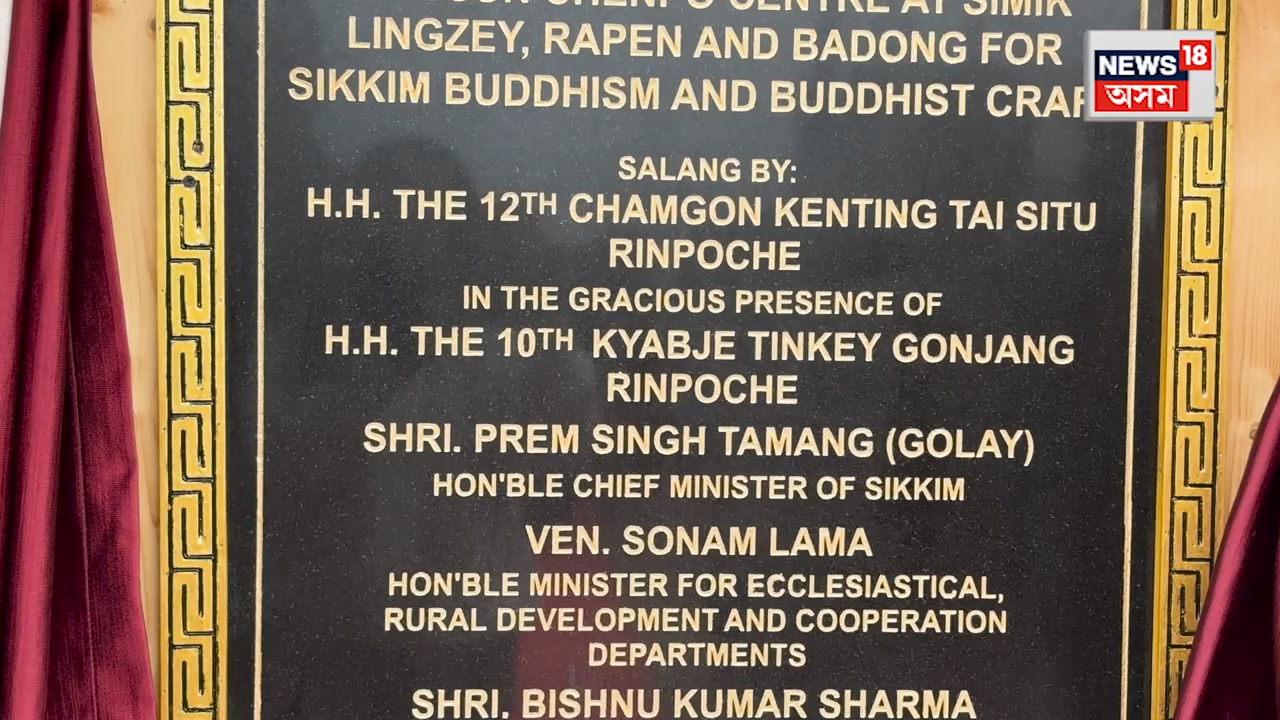 CENTRE AT SIMIK
LINGZEY, RAPEN AND BADONG FOR
SIKKIM BUDDHISM AND BUDDHIST
SALANG BY:
H.H. THE 12TH CHAMGON KENTING TAI SITU
RINPOCHE
IN THE GRACIOUS PRESENCE OF
H.H. THE 10TH KYABJE TINKEY GONJANG
RINPOCHE
SHRI. PREM SINGH TAMANG (GOLAY)
HON'BLE CHIEF MINISTER OF SIKKIM
VEN. SONAM LAMA
HON'BLE MINISTER FOR ECCLESIASTICAL,
RURAL DEVELOPMENT AND COOPERATION
DEPARTMENTS
SHRI. BISHNU KUMAR SHARMA
NEWS 18
অসম